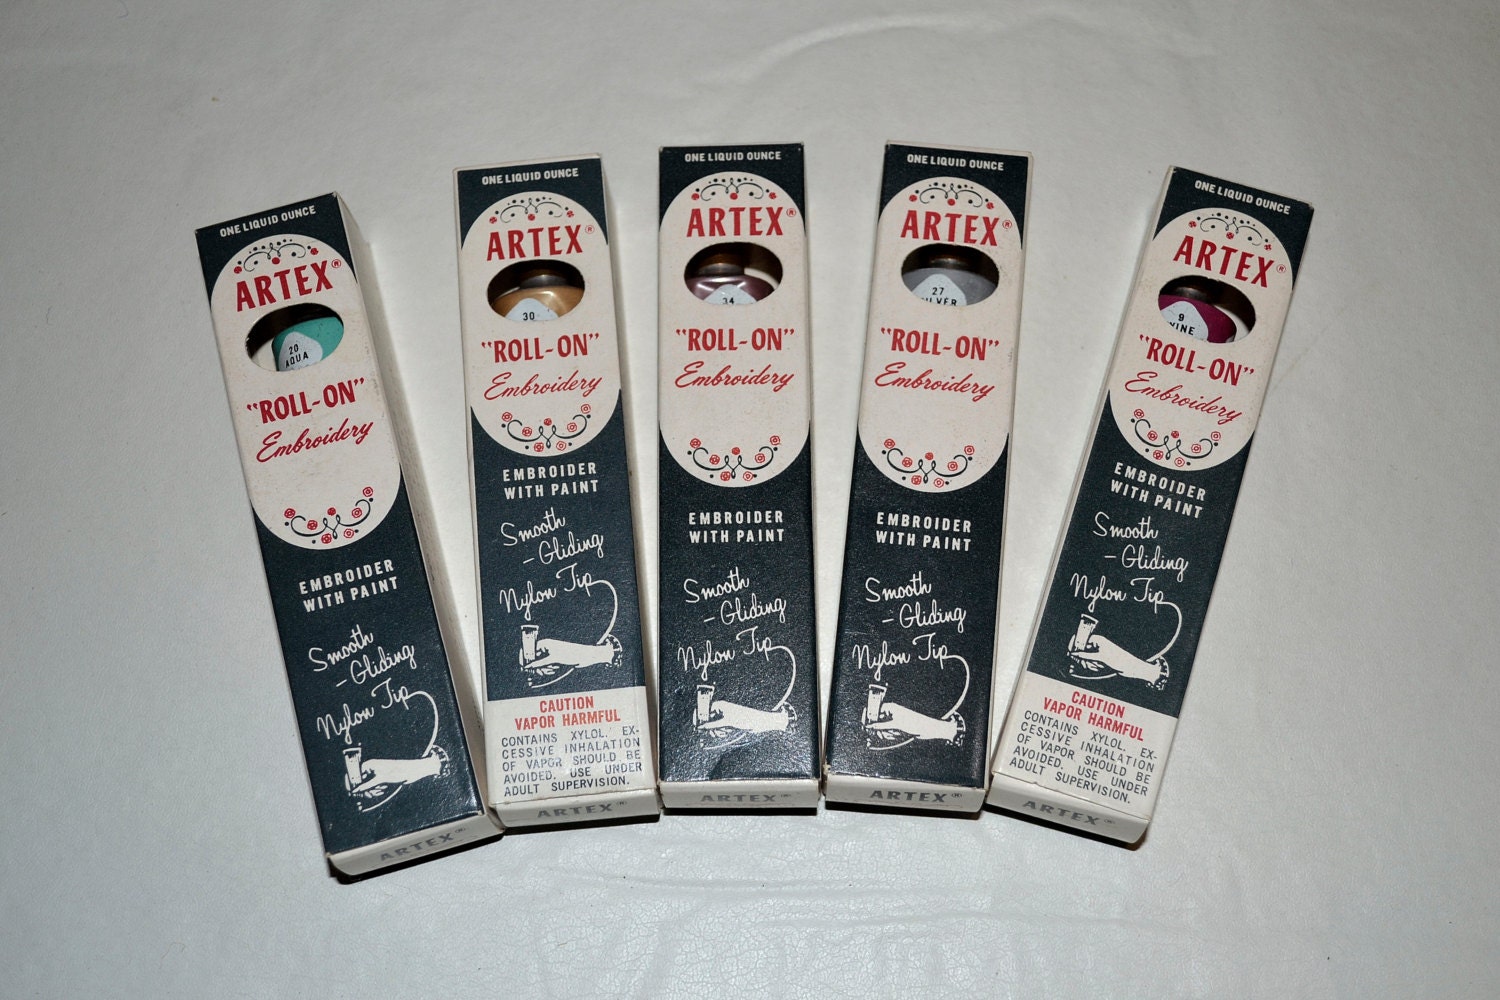 ONE LIQUID OUNCE
ARTEX®
20
AQUA
"ROLL-ON"
Embroidery
EMBROIDER
WITH PAINT
Smooth
-Gliding
Nylon Tip
ARTEX®
ONE LIQUID OUNCE
ARTEX®
30
"ROLL-ON"
Embroidery
EMBROIDER
WITH PAINT
Smooth
-Gliding
Nylon Tip
CAUTION
VAPOR HARMFUL
CONTAINS XYLOL. EX-
CESSIVE INHALATION
OF VAPOR SHOULD BE
AVOIDED. USE UNDER
ADULT SUPERVISION.
ARTEX®
ONE LIQUID OUNCE
ARTEX®
34
"ROLL-ON"
Embroidery
EMBROIDER
WITH PAINT
Smooth
-Gliding
Nylon Tip
ARTEX®
ONE LIQUID OUNCE
ARTEX®
27
SILVER
"ROLL-ON"
Embroidery
EMBROIDER
WITH PAINT
Smooth
-Gliding
Nylon Tip
ARTEX®
ONE LIQUID OUNCE
ARTEX®
9
WINE
"ROLL-ON"
Embroidery
EMBROIDER
WITH PAINT
Smooth
-Gliding
Nylon Tip
CAUTION
VAPOR HARMFUL
CONTAINS XYLOL. EX-
CESSIVE INHALATION
OF VAPOR SHOULD BE
AVOIDED. USE UNDER
ADULT SUPERVISION.
ARTEX®